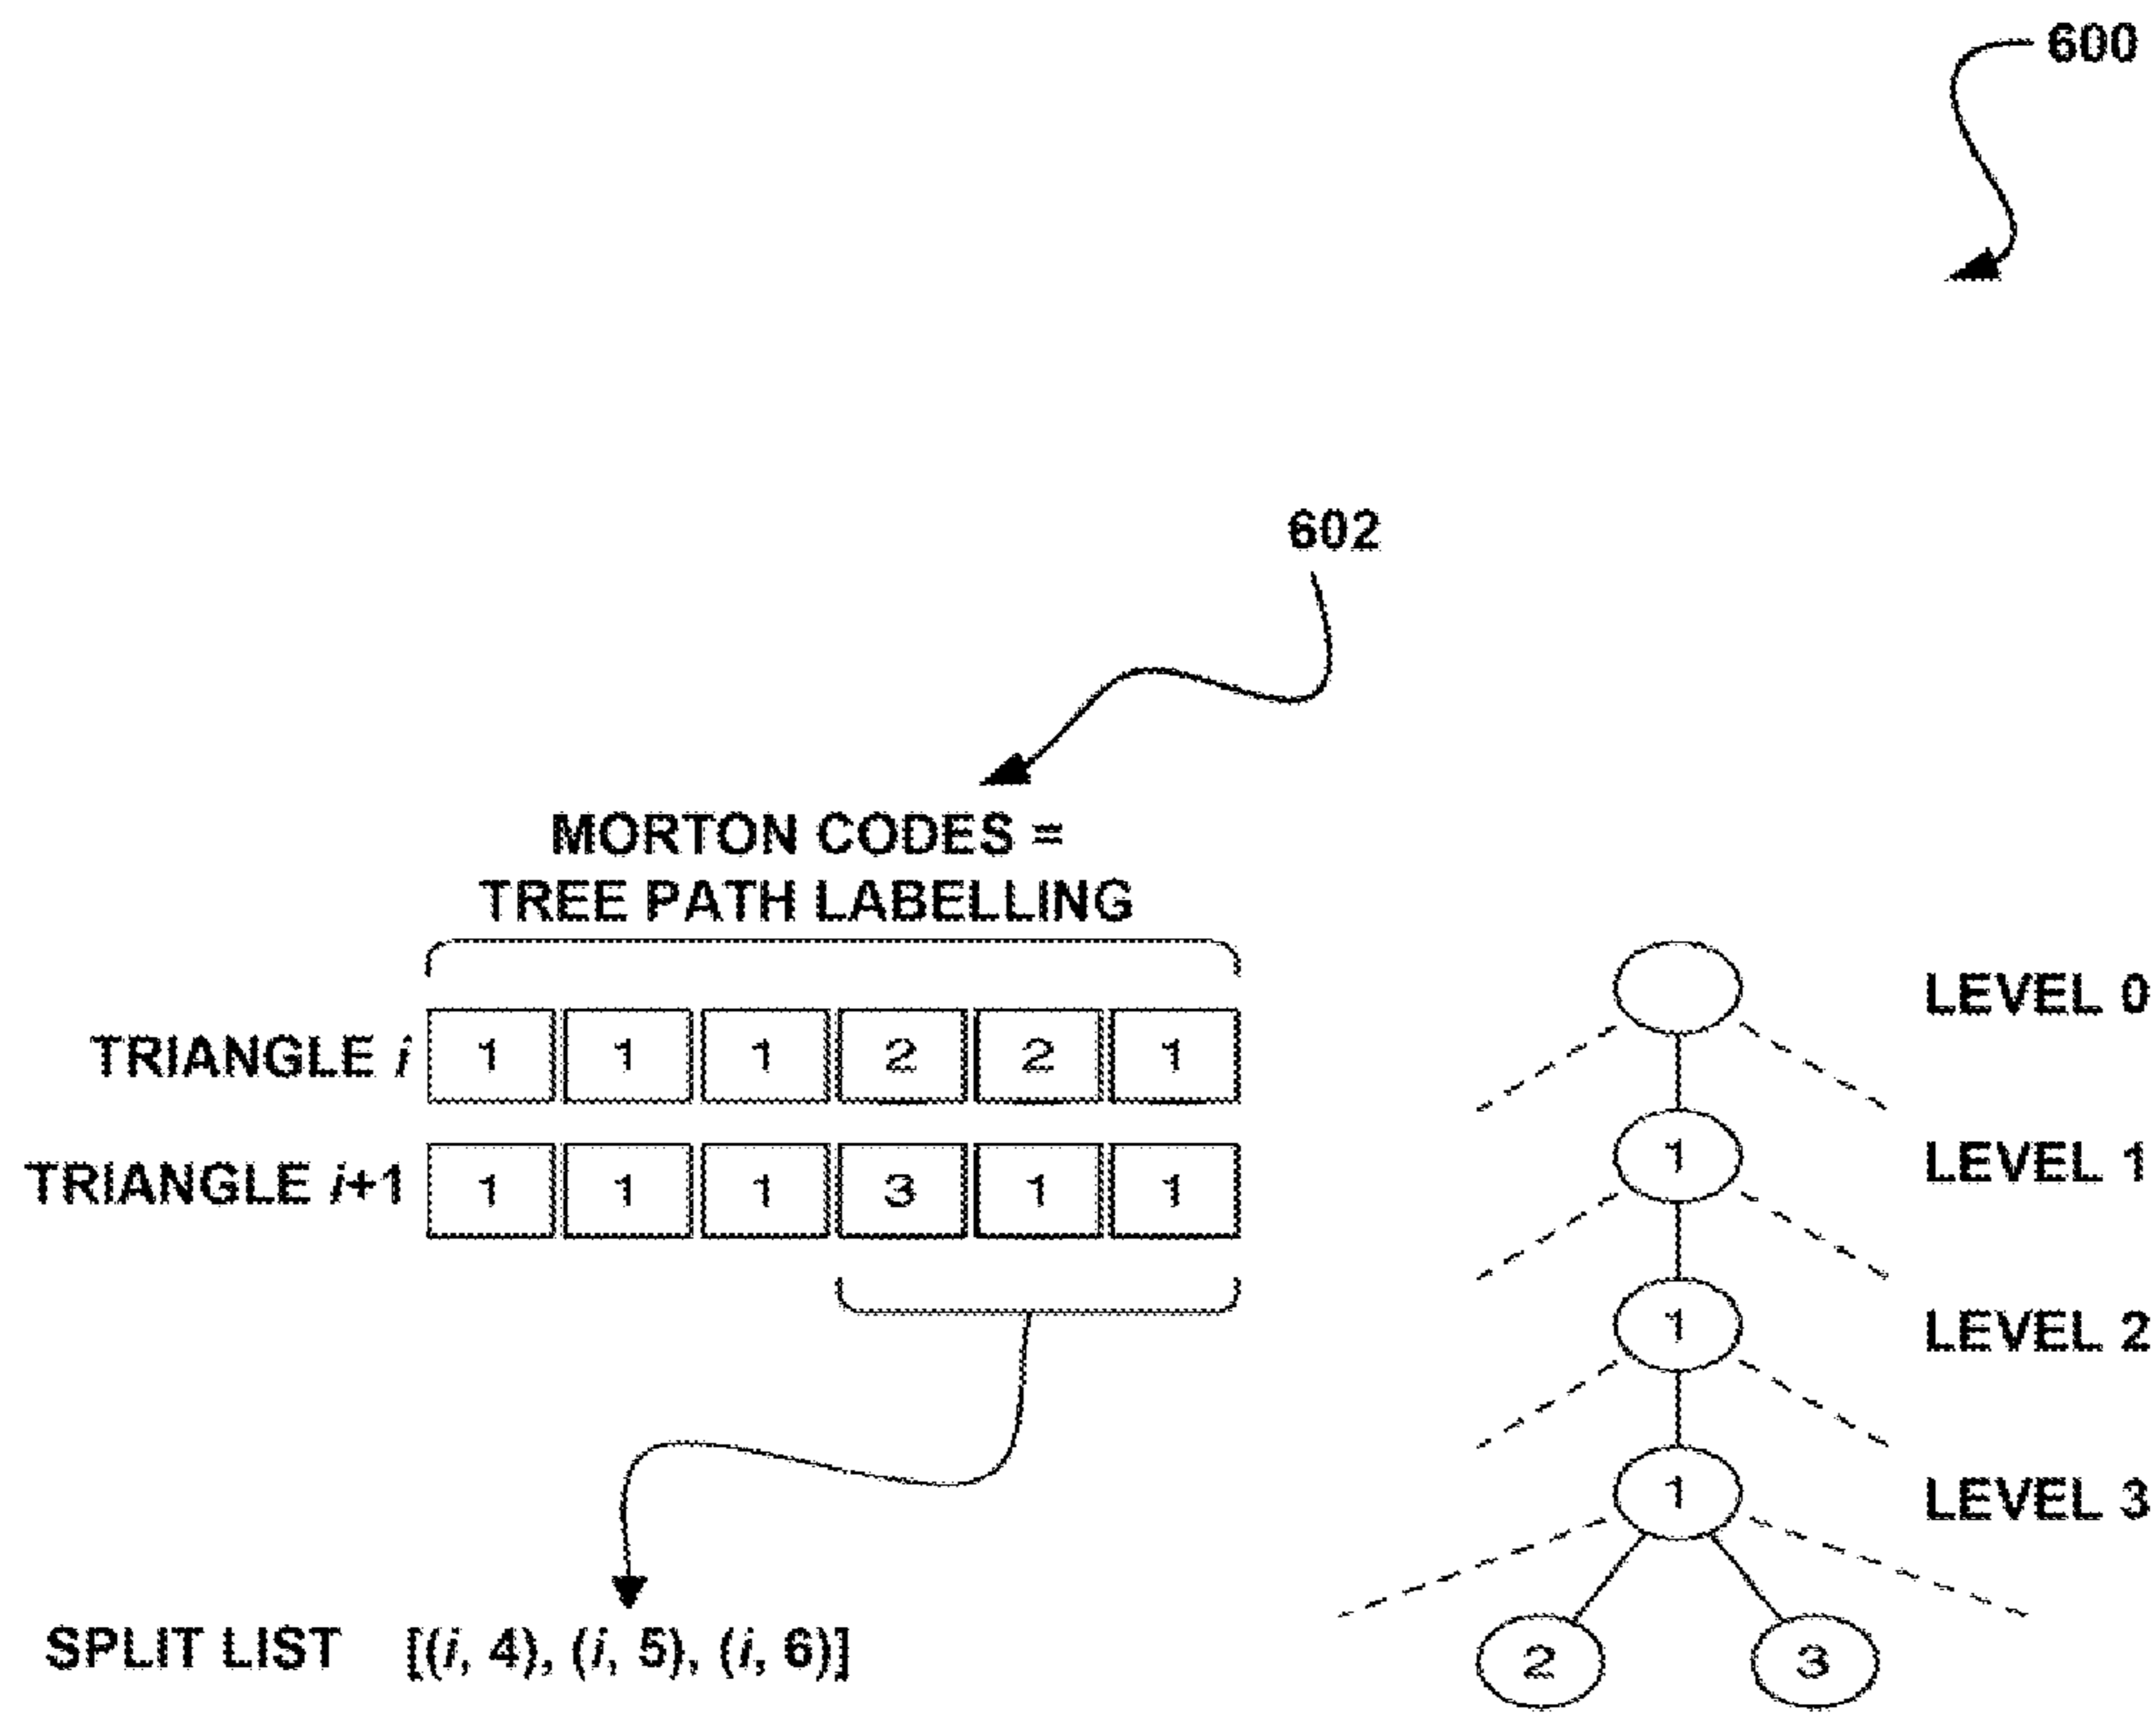 600
602
MORTON CODES =
TREE PATH LABELLING
TRIANGLE i 1 1 1 2 2 1
TRIANGLE i+1 1 1 1 3 1 1
SPLIT LIST [(i, 4), (i, 5), (i, 6)]
LEVEL 0
1 LEVEL 1
1 LEVEL 2
1 LEVEL 3
2 3